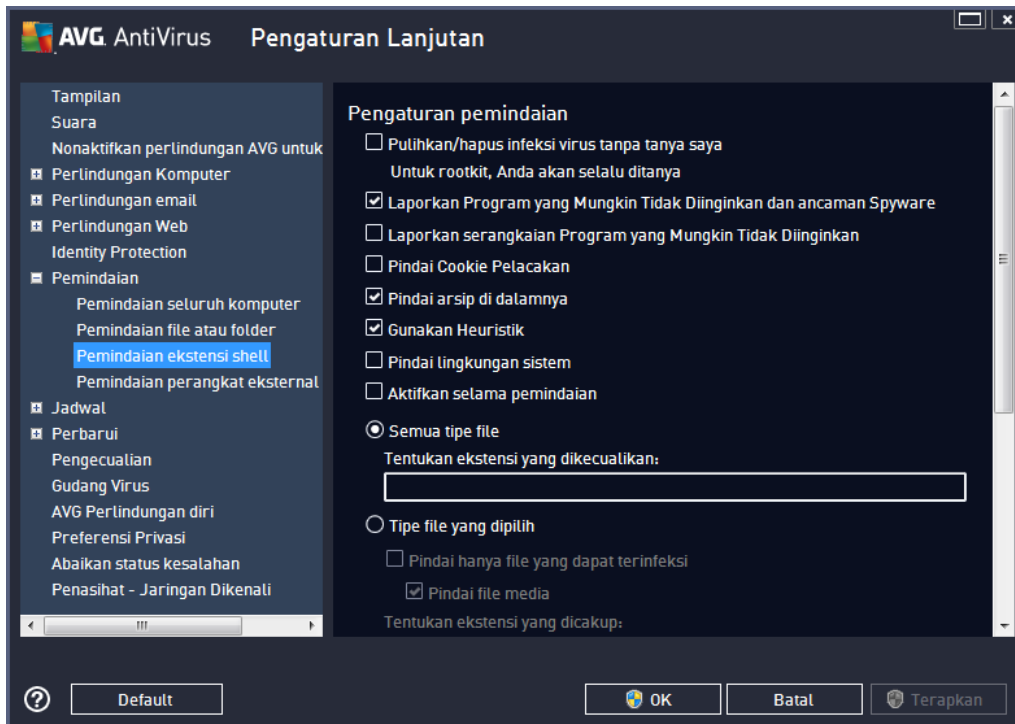 AVG AntiVirus Pengaturan Lanjutan
Tampilan
Suara
Nonaktifkan perlindungan AVG untuk
Perlindungan Komputer
Perlindungan email
Perlindungan Web
Identity Protection
Pemindaian
Pemindaian seluruh komputer
Pemindaian file atau folder
Pemindaian ekstensi shell
Pemindaian perangkat eksternal
Jadwal
Perbarui
Pengecualian
Gudang Virus
AVG Perlindungan diri
Preferensi Privasi
Abaikan status kesalahan
Penasihat - Jaringan Dikenali
Pengaturan pemindaian
Pulihkan/hapus infeksi virus tanpa tanya saya
Untuk rootkit, Anda akan selalu ditanya
Laporkan Program yang Mungkin Tidak Diinginkan dan ancaman Spyware
Laporkan serangkaian Program yang Mungkin Tidak Diinginkan
Pindai Cookie Pelacakan
Pindai arsip di dalamnya
Gunakan Heuristik
Pindai lingkungan sistem
Aktifkan selama pemindaian
Semua tipe file
Tentukan ekstensi yang dikecualikan:
Tipe file yang dipilih
Pindai hanya file yang dapat terinfeksi
Pindai file media
Tentukan ekstensi yang dicakup:
Default
OK
Batal
Terapkan